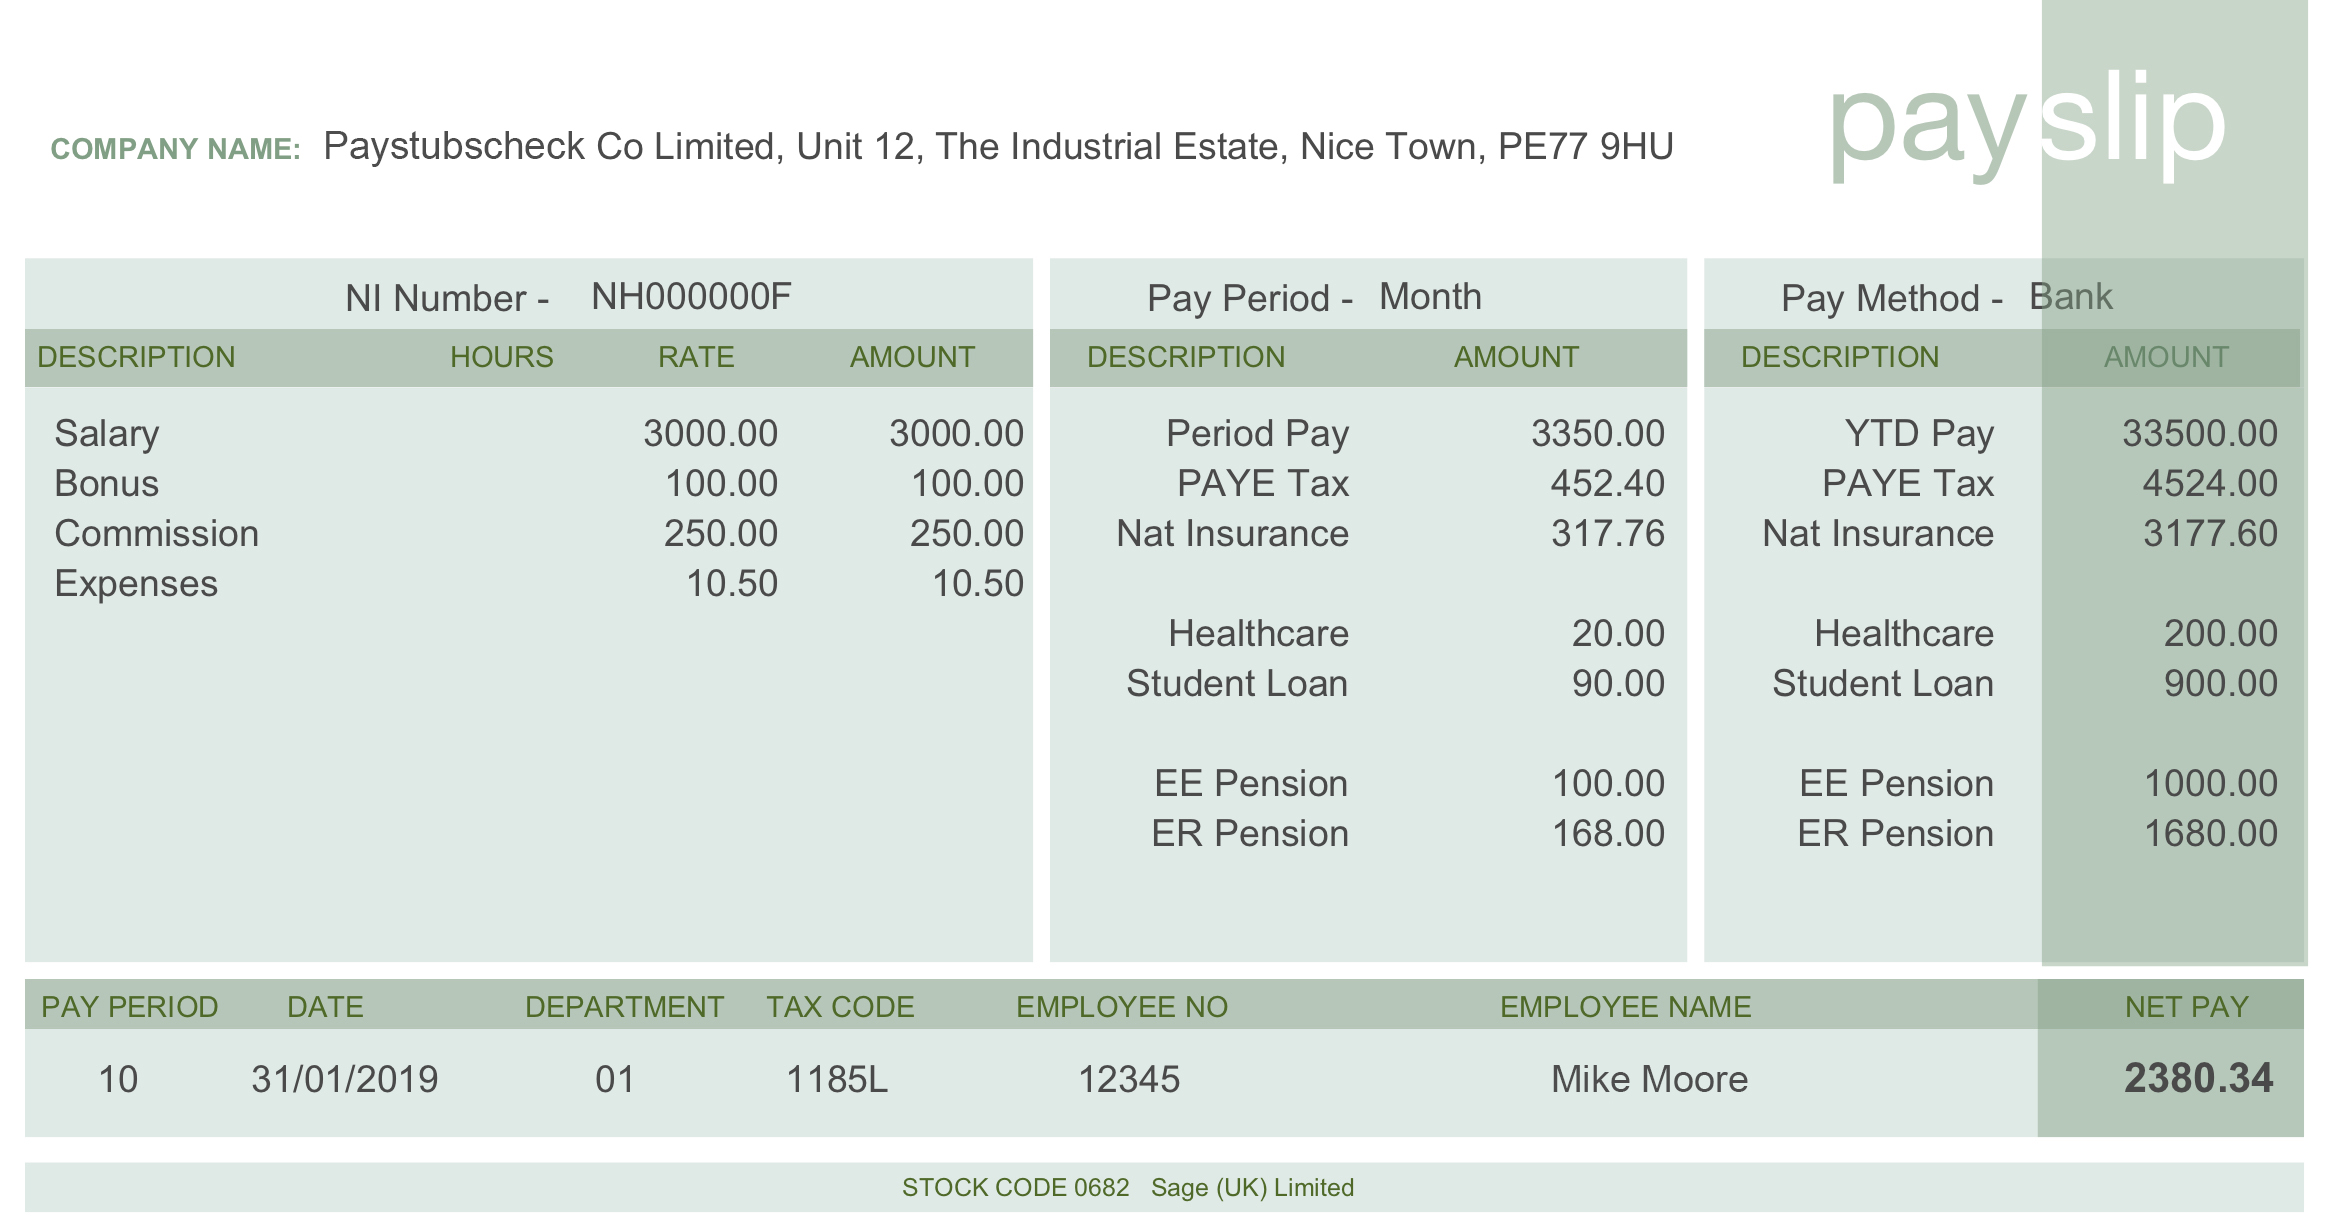 payslip
COMPANY NAME: Paystubscheck Co Limited, Unit 12, The Industrial Estate, Nice Town, PE77 9HU
NI Number - NH000000F Pay Period - Month Pay Method - Bank
DESCRIPTION HOURS RATE AMOUNT DESCRIPTION AMOUNT DESCRIPTION AMOUNT
Salary 3000.00 3000.00 Period Pay 3350.00 YTD Pay 33500.00
Bonus 100.00 100.00 PAYE Tax 452.40 PAYE Tax 4524.00
Commission 250.00 250.00 Nat Insurance 317.76 Nat Insurance 3177.60
Expenses 10.50 10.50
Healthcare 20.00 Healthcare 200.00
Student Loan 90.00 Student Loan 900.00
EE Pension 100.00 EE Pension 1000.00
ER Pension 168.00 ER Pension 1680.00
PAY PERIOD DATE DEPARTMENT TAX CODE EMPLOYEE NO EMPLOYEE NAME NET PAY
10 31/01/2019 01 1185L 12345 Mike Moore 2380.34
STOCK CODE 0682 Sage (UK) Limited